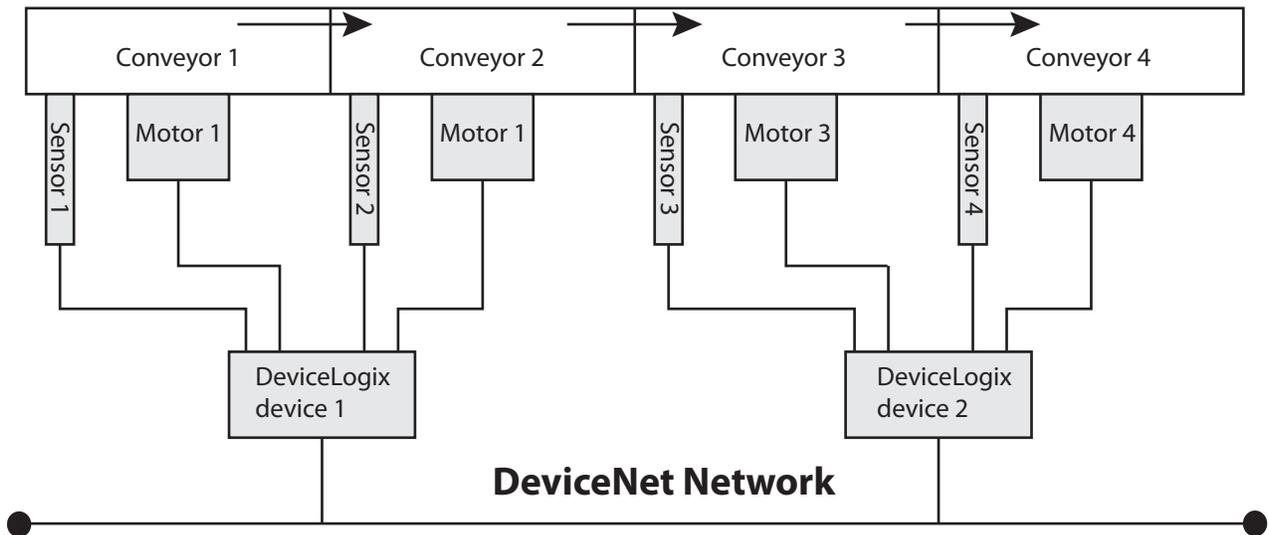 Conveyor 1
Conveyor 2
Conveyor 3
Conveyor 4
Sensor 1
Motor 1
Sensor 2
Motor 1
Sensor 3
Motor 3
Sensor 4
Motor 4
DeviceLogix
device 1
DeviceLogix
device 2
DeviceNet Network